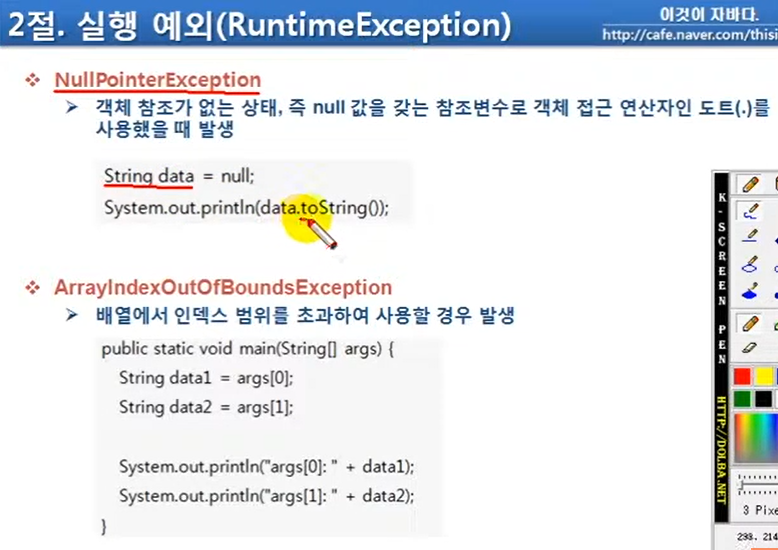 2절. 실행 예외(RuntimeException)
이것이 자바다.
http://cafe.naver.com/thisi
NullPointerException
객체 참조가 없는 상태, 즉 null 값을 갖는 참조변수로 객체 접근 연산자인 도트(.)를
사용했을 때 발생
String data = null;
System.out.println(data.toString());
ArrayIndexOutOfBoundsException
배열에서 인덱스 범위를 초과하여 사용할 경우 발생
public static void main(String[] args) {
String data1 = args[0];
String data2 = args[1];
System.out.println("args[0]: " + data1);
System.out.println("args[1]: " + data2);
}
K-SCREEN PEN
HTTP://DOLBA.NET
3 Pixe
298, 214